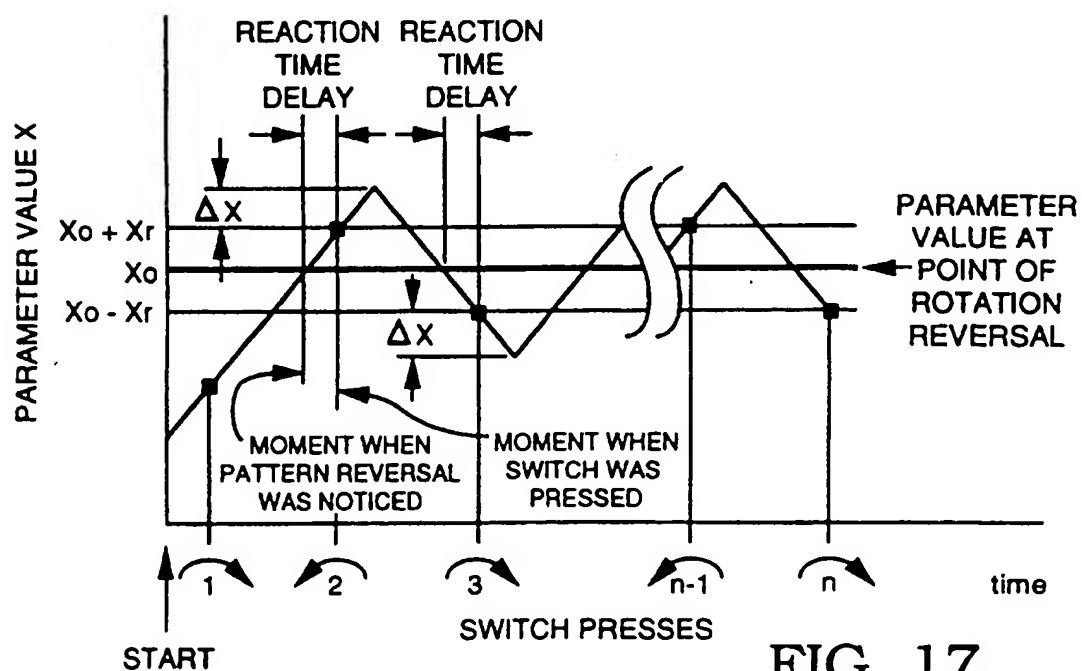 REACTION
TIME
DELAY
REACTION
TIME
DELAY
PARAMETER VALUE X
Δ X
Xo + Xr
Xo
Xo - Xr
Δ X
PARAMETER
VALUE AT
POINT OF
ROTATION
REVERSAL
MOMENT WHEN
PATTERN REVERSAL
WAS NOTICED
MOMENT WHEN
SWITCH WAS
PRESSED
1
2
3
n-1
n
time
SWITCH PRESSES
START
FIG. 17